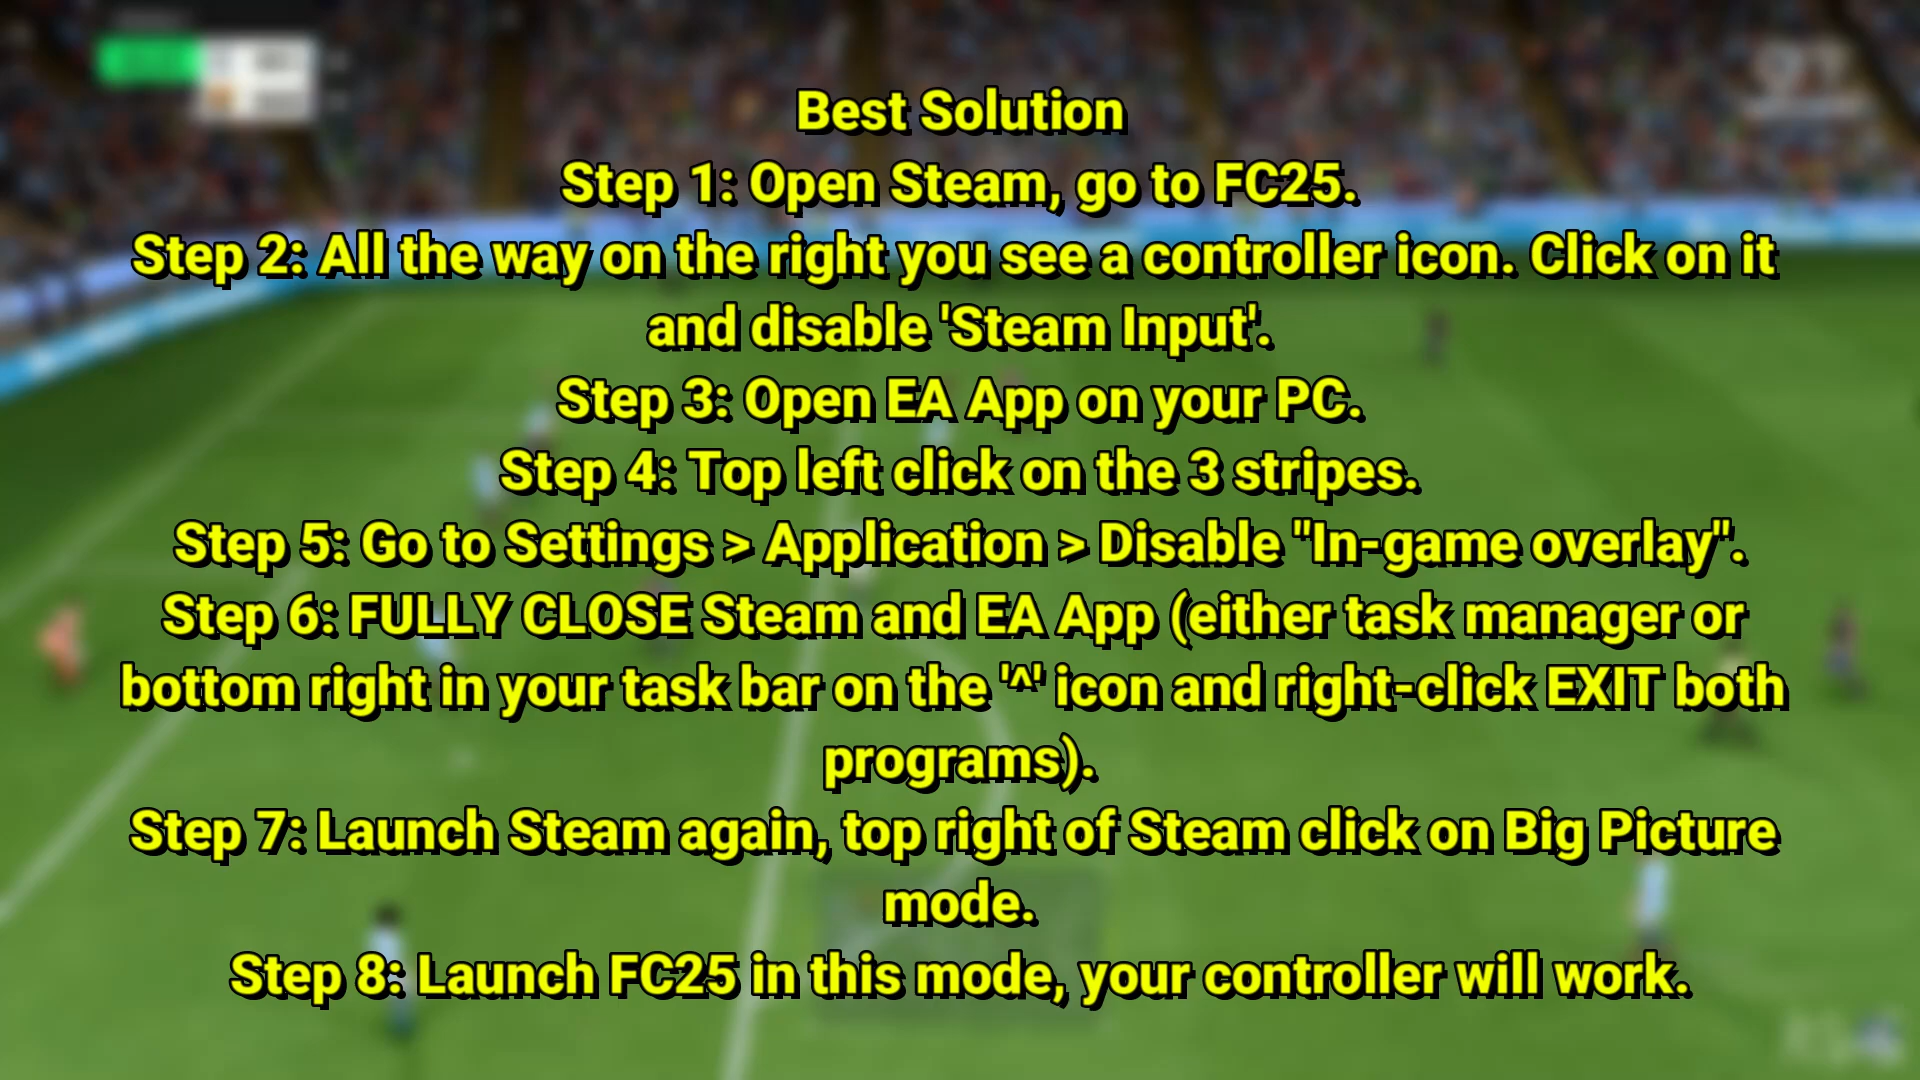 Best Solution
Step 1: Open Steam, go to FC25.
Step 2: All the way on the right you see a controller icon. Click on it
and disable 'Steam Input'.
Step 3: Open EA App on your PC.
Step 4: Top left click on the 3 stripes.
Step 5: Go to Settings > Application > Disable "In-game overlay".
Step 6: FULLY CLOSE Steam and EA App (either task manager or
bottom right in your task bar on the '^' icon and right-click EXIT both
programs).
Step 7: Launch Steam again, top right of Steam click on Big Picture
mode.
Step 8: Launch FC25 in this mode, your controller will work.